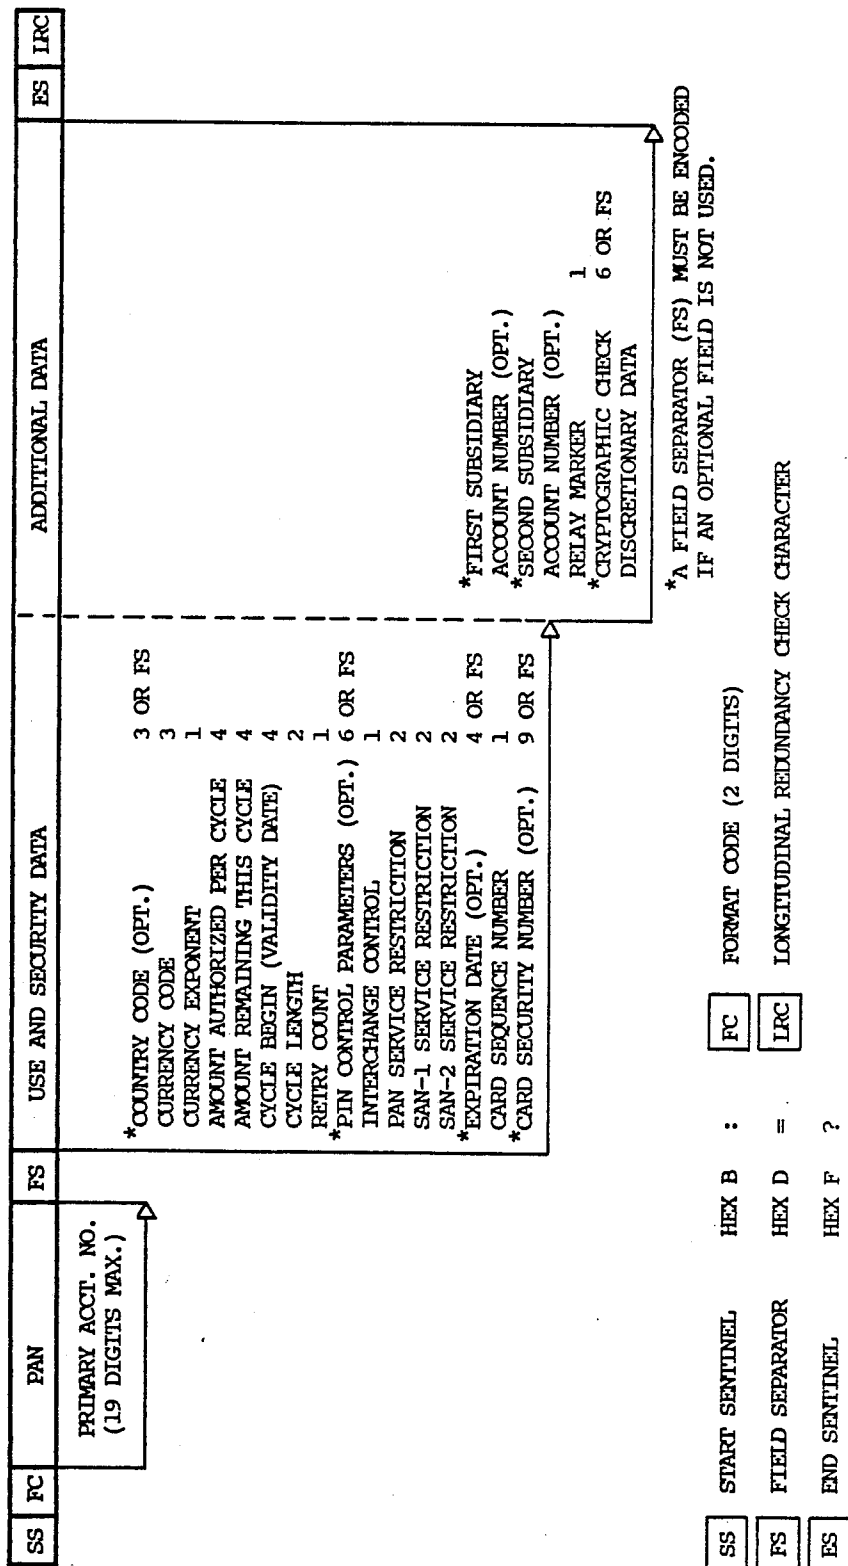 SS FC PAN FS USE AND SECURITY DATA ADDITIONAL DATA ES LRC
PRIMARY ACCT. NO.
(19 DIGITS MAX.)
*COUNTRY CODE (OPT.) 3 OR FS
CURRENCY CODE 3
CURRENCY EXPONENT 1
AMOUNT AUTHORIZED PER CYCLE 4
AMOUNT REMAINING THIS CYCLE 4
CYCLE BEGIN (VALIDITY DATE) 4
CYCLE LENGTH 2
RETRY COUNT 1
*PIN CONTROL PARAMETERS (OPT.) 6 OR FS
INTERCHANGE CONTROL 1
PAN SERVICE RESTRICTION 2
SAN-1 SERVICE RESTRICTION 2
SAN-2 SERVICE RESTRICTION 2
*EXPIRATION DATE (OPT.) 4 OR FS
CARD SEQUENCE NUMBER 1
*CARD SECURITY NUMBER (OPT.) 9 OR FS
*FIRST SUBSIDIARY
ACCOUNT NUMBER (OPT.)
*SECOND SUBSIDIARY
ACCOUNT NUMBER (OPT.)
RELAY MARKER 1
*CRYPTOGRAPHIC CHECK 6 OR FS
DISCRETIONARY DATA
*A FIELD SEPARATOR (FS) MUST BE ENCODED
IF AN OPTIONAL FIELD IS NOT USED.
SS START SENTINEL HEX B : FC FORMAT CODE (2 DIGITS)
FS FIELD SEPARATOR HEX D = LRC LONGITUDINAL REDUNDANCY CHECK CHARACTER
ES END SENTINEL HEX F ?